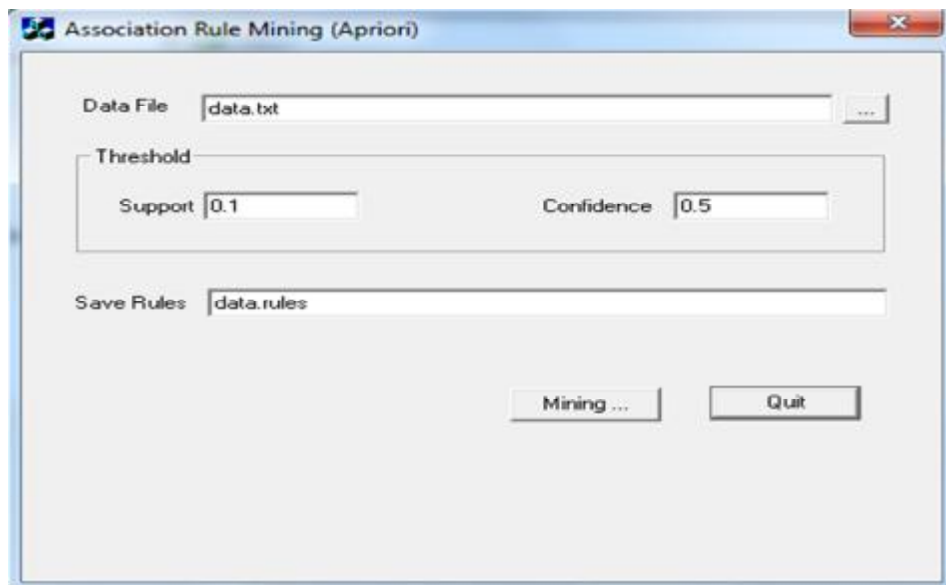 Association Rule Mining (Apriori)
Data File data.txt ...
Threshold
Support 0.1 Confidence 0.5
Save Rules data.rules
Mining ... Quit